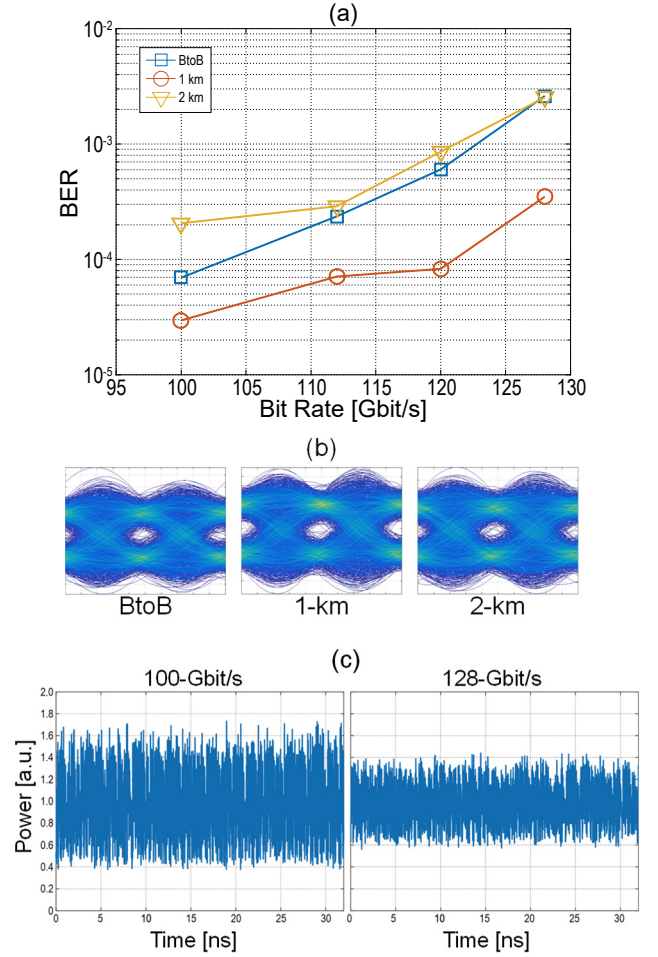 (a)
10-2
BtoB
1 km
2 km
10-3
BER
10-4
10-5
95 100 105 110 115 120 125 130
Bit Rate [Gbit/s]
(b)
BtoB 1-km 2-km
(c)
100-Gbit/s 128-Gbit/s
2.0
1.8
1.6
1.4
1.2
1.0
0.8
0.6
0.4
0.2
0
Power [a.u.]
0 5 10 15 20 25 30 0 5 10 15 20 25 30
Time [ns] Time [ns]